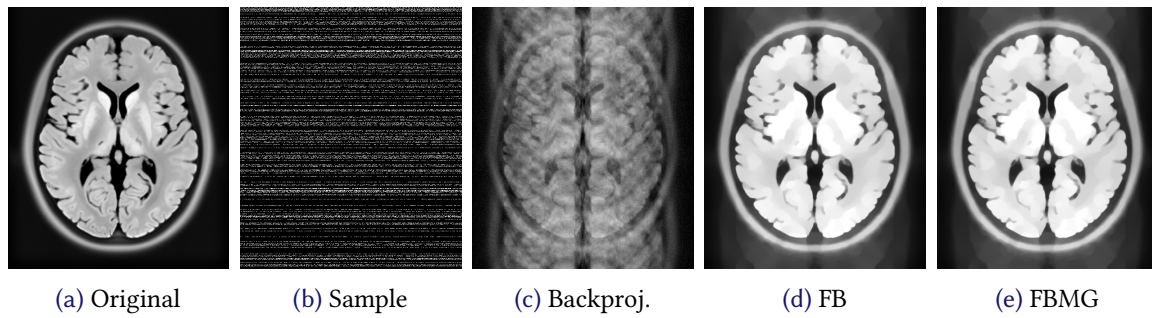 (a) Original
(b) Sample
(c) Backproj.
(d) FB
(e) FBMG